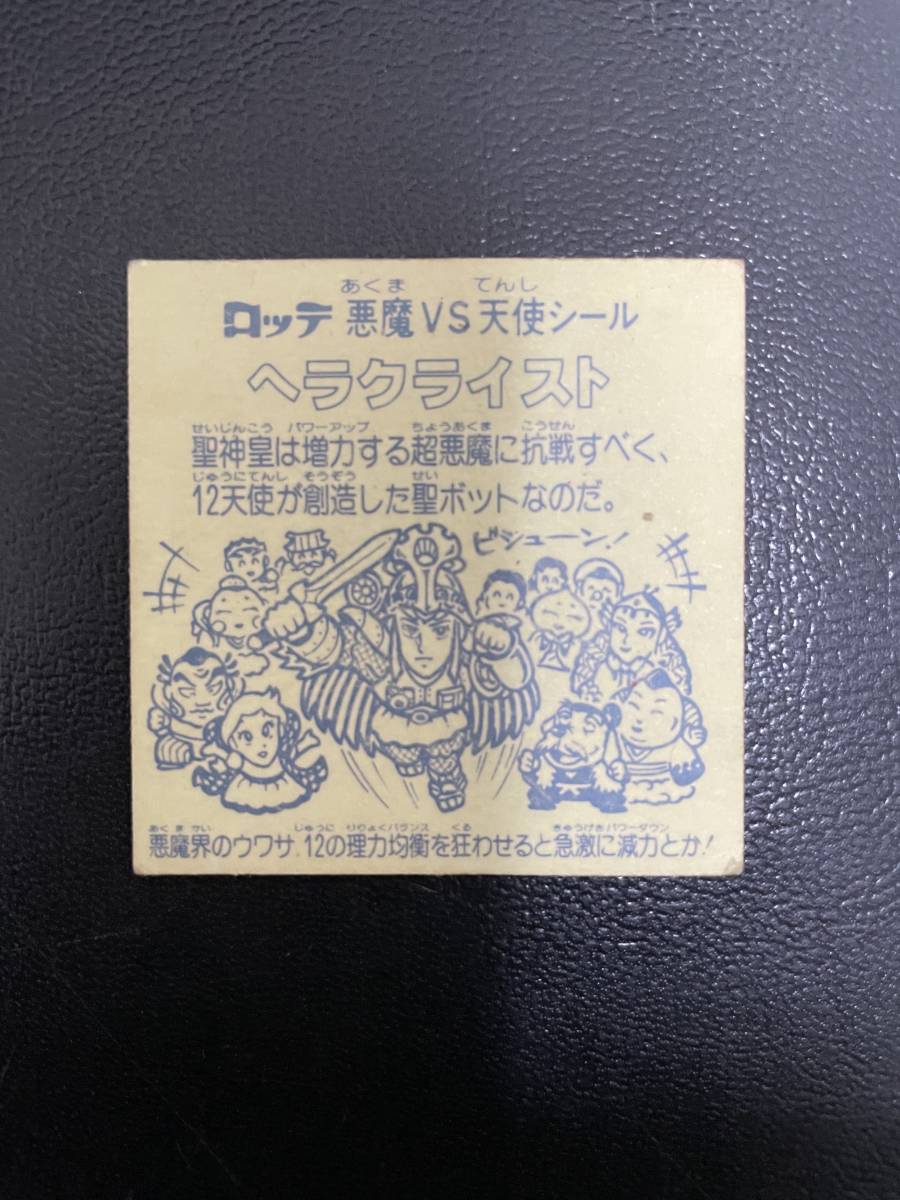 あくま てんし
ロッテ 悪魔VS天使シール
ヘラクライスト
せいじんこう パワーアップ ちょうあくま こうせん
聖神皇は増力する超悪魔に抗戦すべく、
じゅうにてんし そうぞう せい
12天使が創造した聖ボットなのだ。
ビシューン!
あくまかい じゅうに りりょくバランス くる きゅうげきパワーダウン
悪魔界のウワサ 12の理力均衡を狂わせると急激に減力とか!